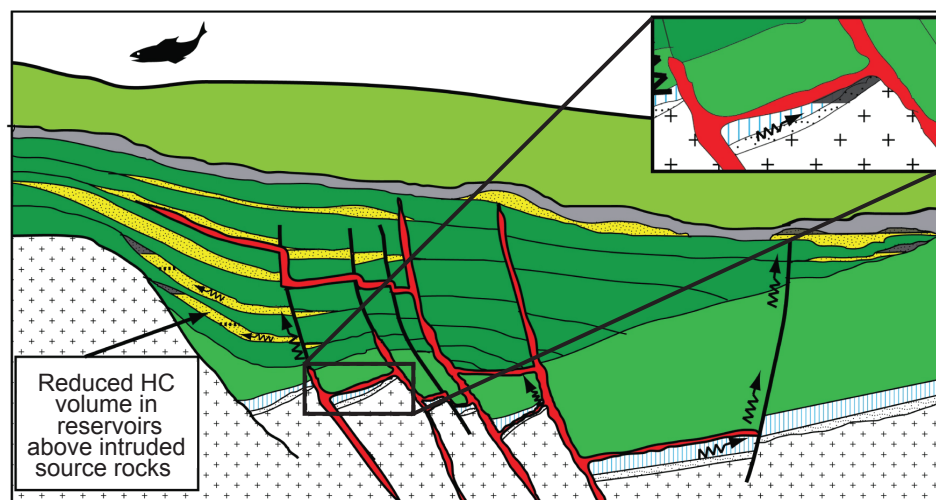 Reduced HC
volume in
reservoirs
above intruded
source rocks